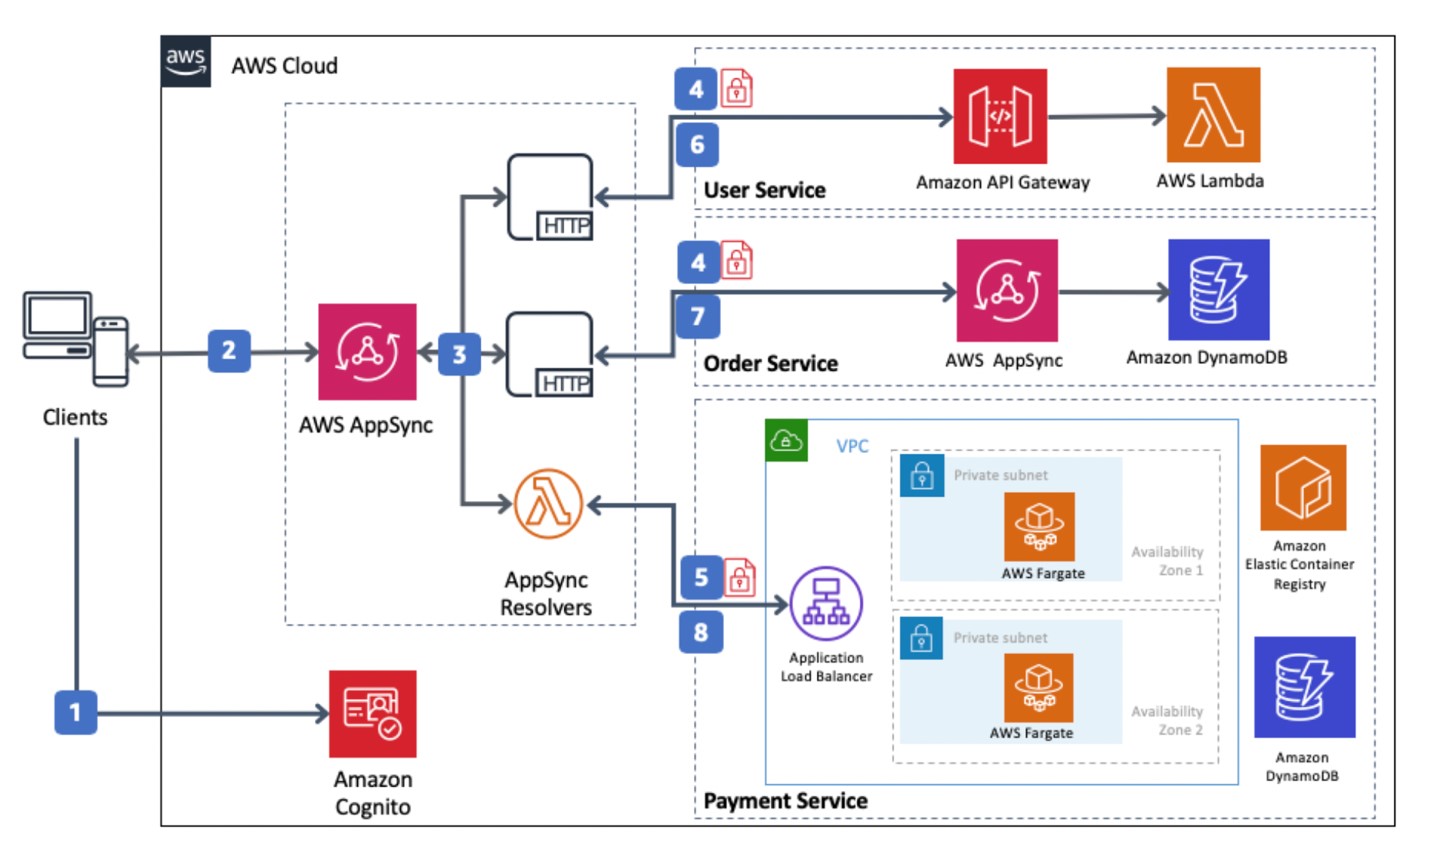 aws
AWS Cloud
4
6
User Service
Amazon API Gateway
AWS Lambda
HTTP
4
7
Order Service
AWS AppSync
Amazon DynamoDB
Clients
2
AWS AppSync
3
HTTP
AppSync
Resolvers
5
8
VPC
Private subnet
AWS Fargate
Availability
Zone 1
Application
Load Balancer
Private subnet
AWS Fargate
Availability
Zone 2
Amazon
Elastic Container
Registry
Amazon
DynamoDB
Payment Service
1
Amazon
Cognito